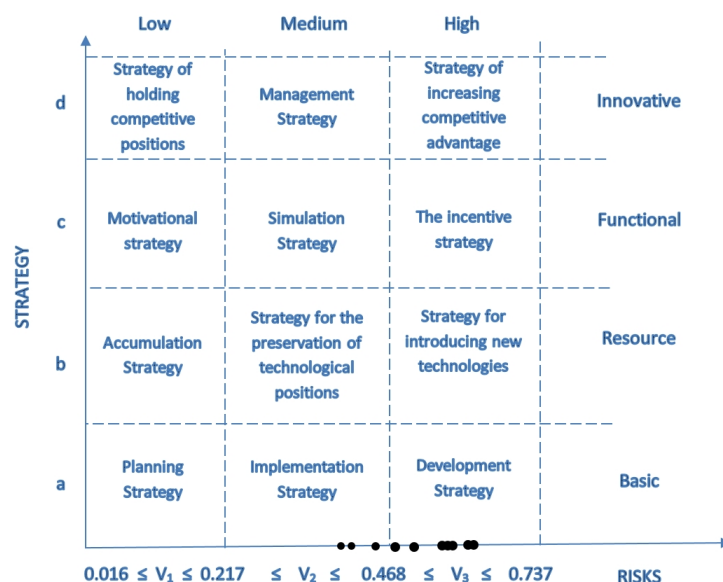 Low Medium High
d
Strategy of
holding
competitive
positions
Management
Strategy
Strategy of
increasing
competitive
advantage
Innovative
c
Motivational
strategy
Simulation
Strategy
The incentive
strategy
Functional
STRATEGY
b
Accumulation
Strategy
Strategy for the
preservation of
technological
positions
Strategy for
introducing new
technologies
Resource
a
Planning
Strategy
Implementation
Strategy
Development
Strategy
Basic
0.016 ≤ V₁ ≤ 0.217 ≤ V₂ ≤ 0.468 ≤ V₃ ≤ 0.737 RISKS